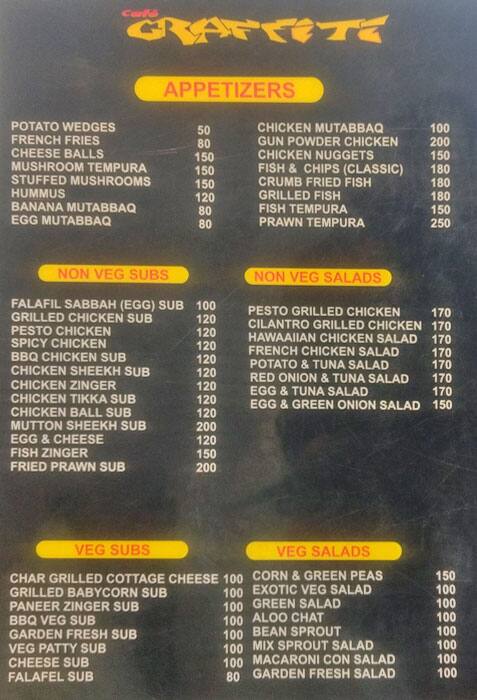 Café
GRAFFITI
APPETIZERS
POTATO WEDGES 50
FRENCH FRIES 80
CHEESE BALLS 150
MUSHROOM TEMPURA 150
STUFFED MUSHROOMS 150
HUMMUS 120
BANANA MUTABBAQ 80
EGG MUTABBAQ 80
CHICKEN MUTABBAQ 100
GUN POWDER CHICKEN 200
CHICKEN NUGGETS 150
FISH & CHIPS (CLASSIC) 180
CRUMB FRIED FISH 180
GRILLED FISH 180
FISH TEMPURA 150
PRAWN TEMPURA 250
NON VEG SUBS
FALAFIL SABBAH (EGG) SUB 100
GRILLED CHICKEN SUB 120
PESTO CHICKEN 120
SPICY CHICKEN 120
BBQ CHICKEN SUB 120
CHICKEN SHEEKH SUB 120
CHICKEN ZINGER 120
CHICKEN TIKKA SUB 120
CHICKEN BALL SUB 120
MUTTON SHEEKH SUB 200
EGG & CHEESE 120
FISH ZINGER 150
FRIED PRAWN SUB 200
NON VEG SALADS
PESTO GRILLED CHICKEN 170
CILANTRO GRILLED CHICKEN 170
HAWAIIAN CHICKEN SALAD 170
FRENCH CHICKEN SALAD 170
POTATO & TUNA SALAD 170
RED ONION & TUNA SALAD 170
EGG & TUNA SALAD 170
EGG & GREEN ONION SALAD 150
VEG SUBS
CHAR GRILLED COTTAGE CHEESE 100
GRILLED BABYCORN SUB 100
PANEER ZINGER SUB 100
BBQ VEG SUB 100
GARDEN FRESH SUB 100
VEG PATTY SUB 100
CHEESE SUB 100
FALAFEL SUB 80
VEG SALADS
CORN & GREEN PEAS 150
EXOTIC VEG SALAD 100
GREEN SALAD 100
ALOO CHAT 100
BEAN SPROUT 100
MIX SPROUT SALAD 100
MACARONI CON SALAD 100
GARDEN FRESH SALAD 100